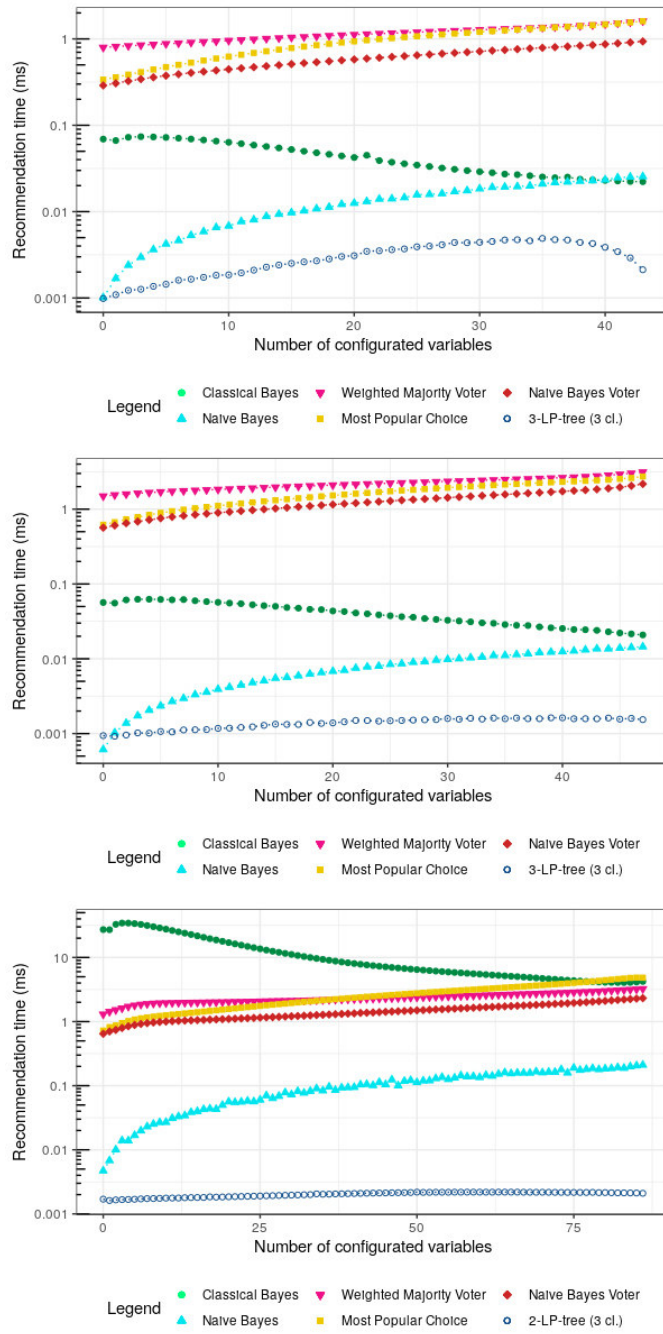 1
0.1
0.01
0.001
Recommendation time (ms)
0 10 20 30 40
Number of configurated variables
Legend
Classical Bayes Weighted Majority Voter Naive Bayes Voter
Naive Bayes Most Popular Choice 3-LP-tree (3 cl.)
1
0.1
0.01
0.001
Recommendation time (ms)
0 10 20 30 40
Number of configurated variables
Legend
Classical Bayes Weighted Majority Voter Naive Bayes Voter
Naive Bayes Most Popular Choice 3-LP-tree (3 cl.)
10
1
0.1
0.01
0.001
Recommendation time (ms)
0 25 50 75
Number of configurated variables
Legend
Classical Bayes Weighted Majority Voter Naive Bayes Voter
Naive Bayes Most Popular Choice 2-LP-tree (3 cl.)